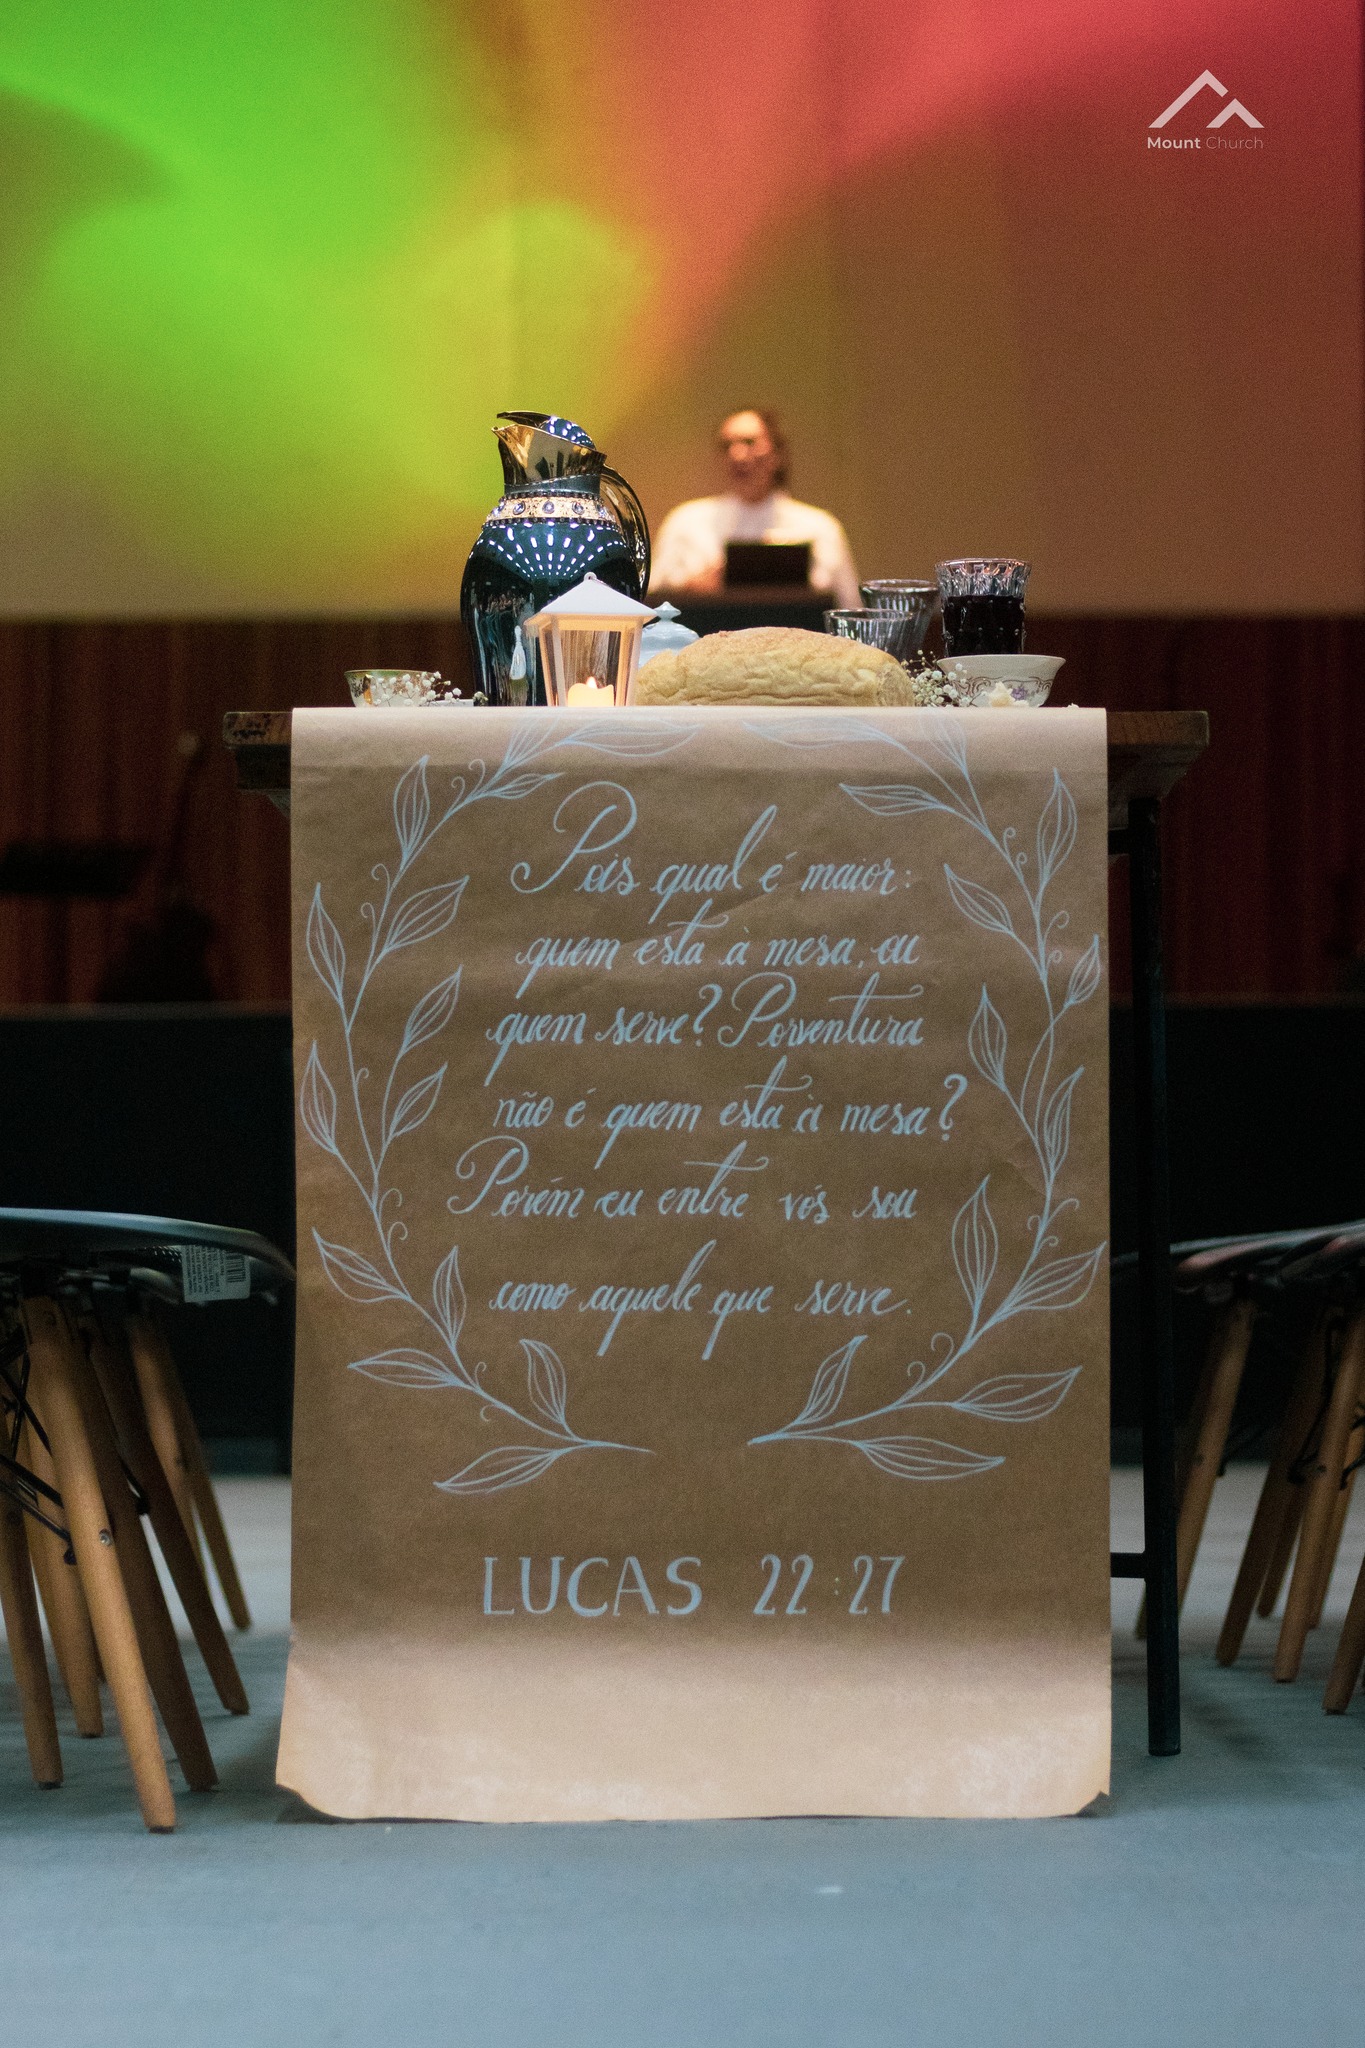 Mount Church
Pois qual é maior:
quem esta à mesa, ou
quem serve? Porventura
não é quem esta à mesa?
Porém eu entre vós sou
como aquele que serve.
LUCAS 22:27